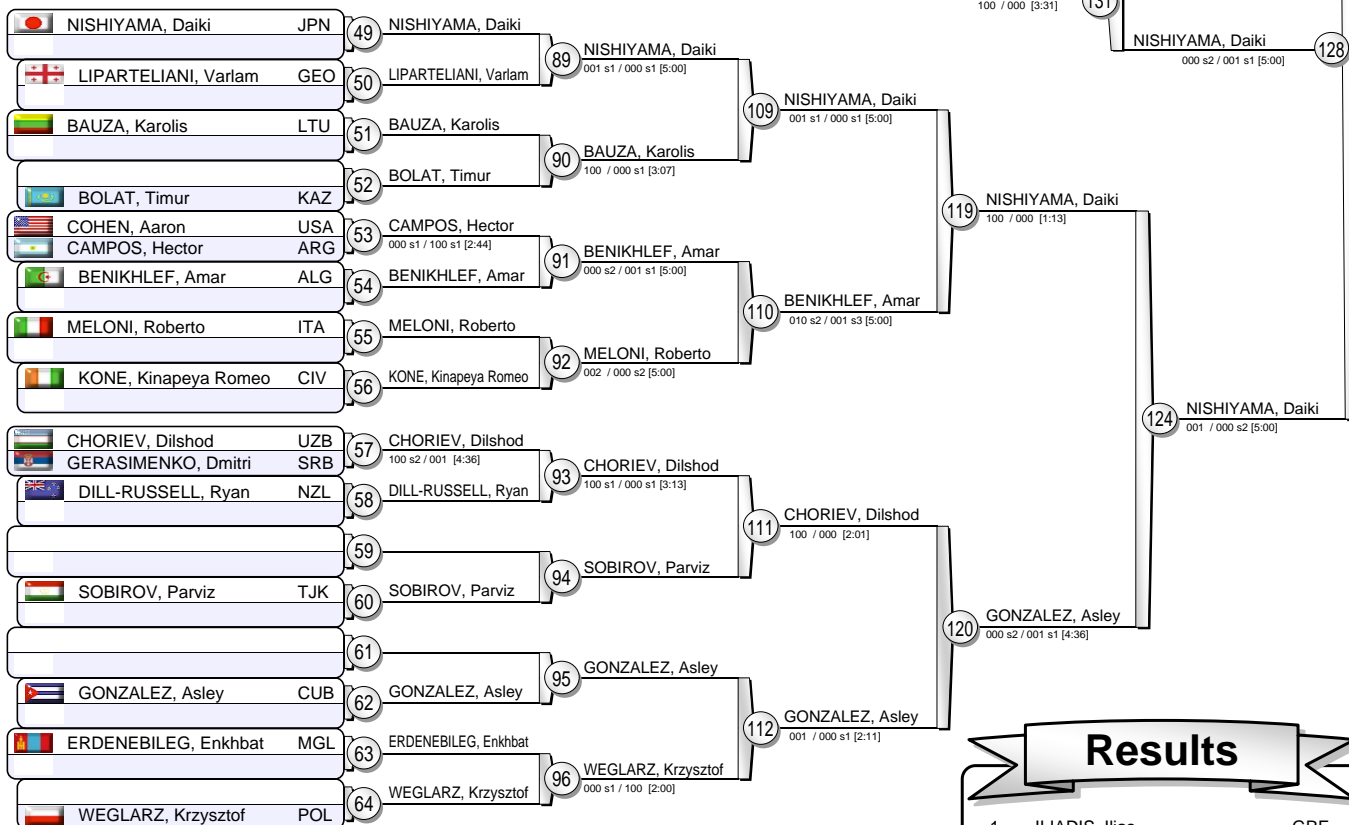 100 / 000 [3:31]
131
NISHIYAMA, Daiki
000 s2 / 001 s1 [5:00]
128
NISHIYAMA, Daiki JPN
49
NISHIYAMA, Daiki
LIPARTELIANI, Varlam GEO
50
LIPARTELIANI, Varlam
89
NISHIYAMA, Daiki
001 s1 / 000 s1 [5:00]
BAUZA, Karolis LTU
51
BAUZA, Karolis
BOLAT, Timur KAZ
52
BOLAT, Timur
90
BAUZA, Karolis
100 / 000 s1 [3:07]
109
NISHIYAMA, Daiki
001 s1 / 000 s1 [5:00]
COHEN, Aaron USA
CAMPOS, Hector ARG
53
CAMPOS, Hector
000 s1 / 100 s1 [2:44]
BENIKHLEF, Amar ALG
54
BENIKHLEF, Amar
91
BENIKHLEF, Amar
000 s2 / 001 s1 [5:00]
MELONI, Roberto ITA
55
MELONI, Roberto
KONE, Kinapeya Romeo CIV
56
KONE, Kinapeya Romeo
92
MELONI, Roberto
002 / 000 s2 [5:00]
110
BENIKHLEF, Amar
010 s2 / 001 s3 [5:00]
119
NISHIYAMA, Daiki
100 / 000 [1:13]
CHORIEV, Dilshod UZB
GERASIMENKO, Dmitri SRB
57
CHORIEV, Dilshod
100 s2 / 001 [4:36]
DILL-RUSSELL, Ryan NZL
58
DILL-RUSSELL, Ryan
93
CHORIEV, Dilshod
100 s1 / 000 s1 [3:13]
59
SOBIROV, Parviz TJK
60
SOBIROV, Parviz
94
SOBIROV, Parviz
111
CHORIEV, Dilshod
100 / 000 [2:01]
61
GONZALEZ, Asley CUB
62
GONZALEZ, Asley
95
GONZALEZ, Asley
ERDENEBILEG, Enkhbat MGL
63
ERDENEBILEG, Enkhbat
WEGLARZ, Krzysztof POL
64
WEGLARZ, Krzysztof
96
WEGLARZ, Krzysztof
000 s1 / 100 [2:00]
112
GONZALEZ, Asley
001 / 000 s1 [2:11]
120
GONZALEZ, Asley
000 s2 / 001 s1 [4:36]
124
NISHIYAMA, Daiki
001 / 000 s2 [5:00]
Results
1 ILIADIS, Ilias GRE